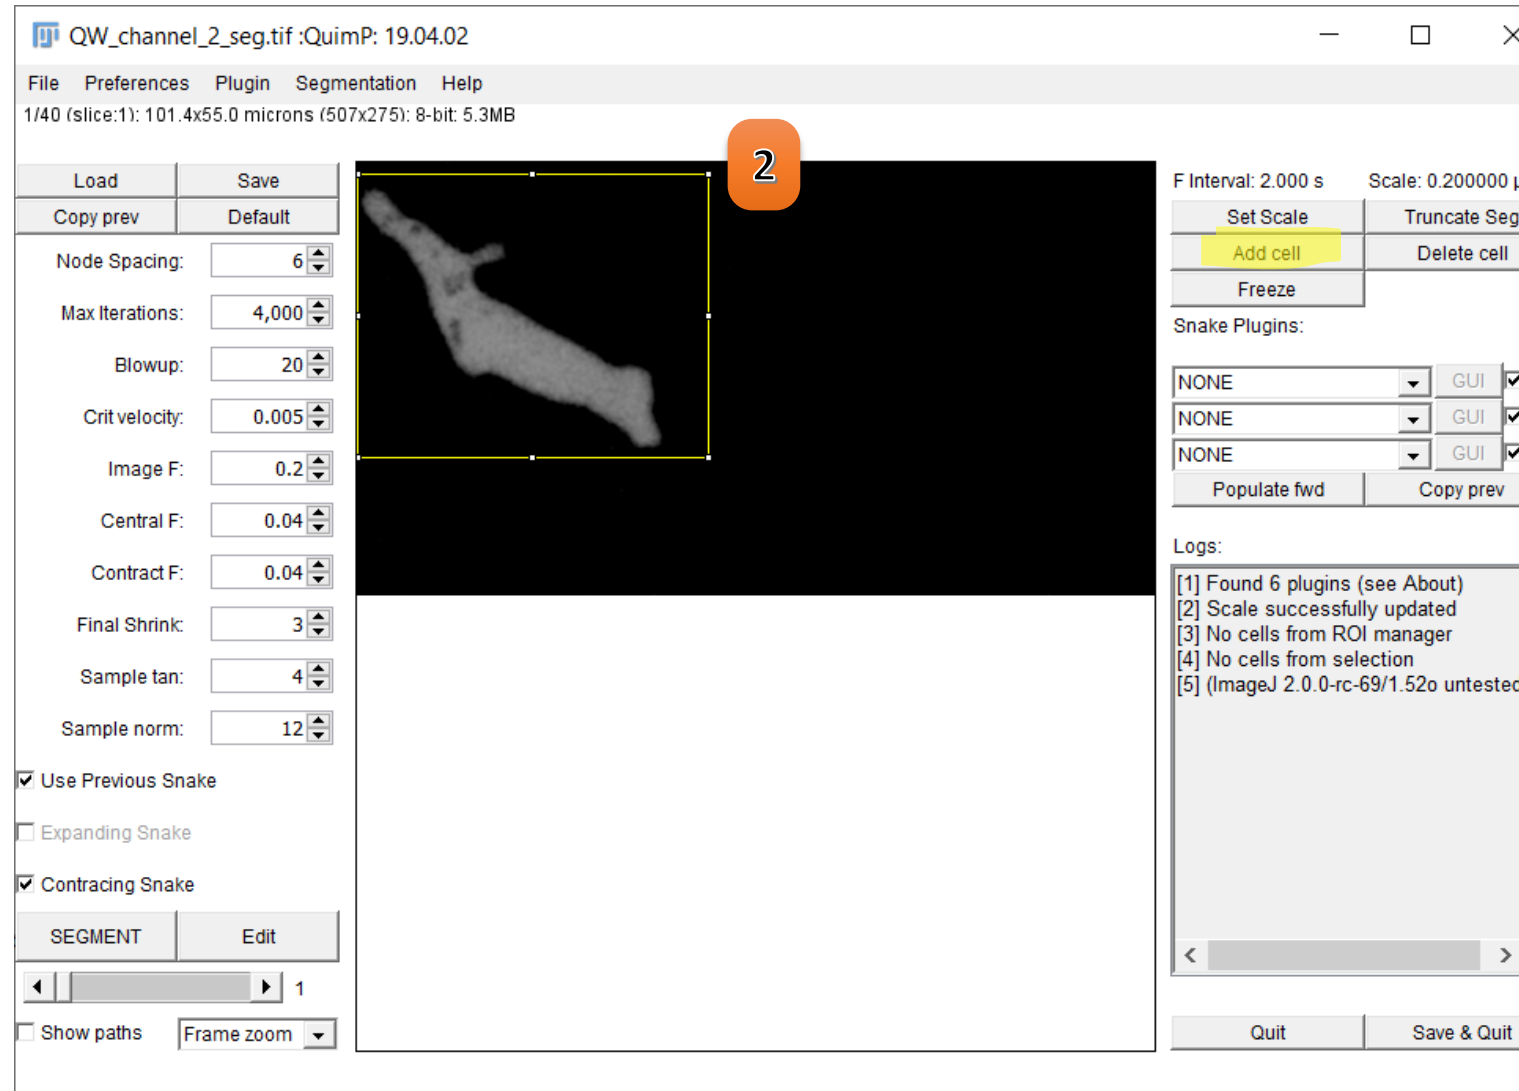 QW_channel_2_seg.tif :QuimP: 19.04.02
File Preferences Plugin Segmentation Help
1/40 (slice:1): 101.4x55.0 microns (507x275): 8-bit: 5.3MB
2
Load Save
Copy prev Default
Node Spacing: 6
Max Iterations: 4,000
Blowup: 20
Crit velocity: 0.005
Image F: 0.2
Central F: 0.04
Contract F: 0.04
Final Shrink: 3
Sample tan: 4
Sample norm: 12
Use Previous Snake
Expanding Snake
Contracing Snake
SEGMENT Edit
1
Show paths Frame zoom
F Interval: 2.000 s Scale: 0.200000 µ
Set Scale Truncate Seg
Add cell Delete cell
Freeze
Snake Plugins:
NONE GUI
NONE GUI
NONE GUI
Populate fwd Copy prev
Logs:
[1] Found 6 plugins (see About)
[2] Scale successfully updated
[3] No cells from ROI manager
[4] No cells from selection
[5] (ImageJ 2.0.0-rc-69/1.52o untested
Quit Save & Quit